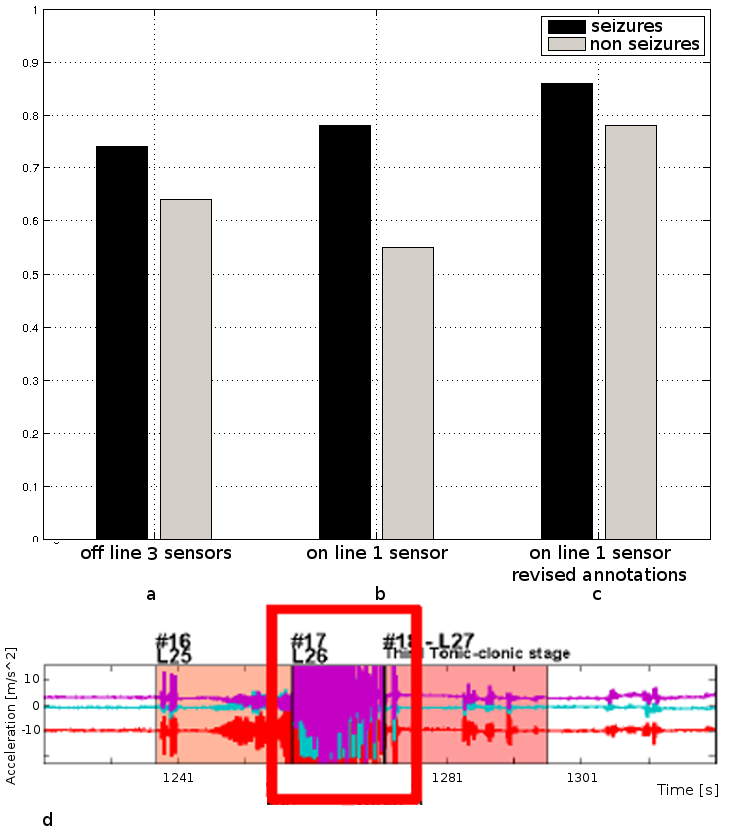 1
seizures
non seizures
0.9
0.8
0.7
0.6
0.5
0.4
0.3
0.2
0.1
0
off line 3 sensors
on line 1 sensor
on line 1 sensor
revised annotations
a
b
c
#16
#17
#18 - L27
L25
L26
Third Tonic-clonic stage
Acceleration [m/s^2]
10
0
-10
1241
1281
1301
Time [s]
d